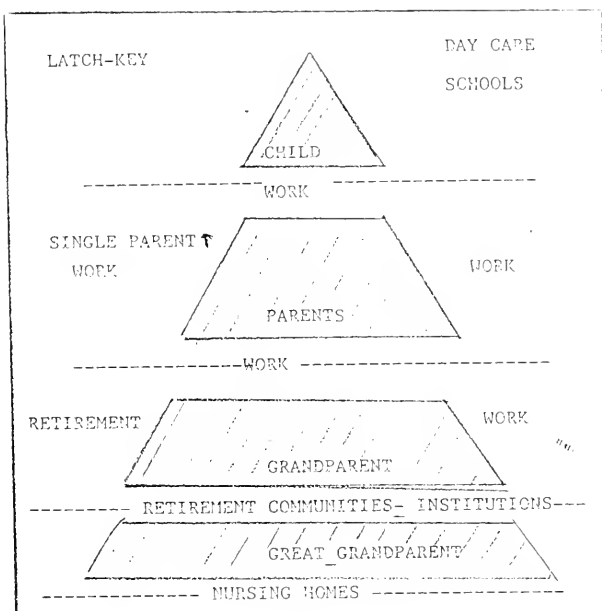 LATCH-KEY
DAY CARE
SCHOOLS
CHILD
WORK
SINGLE PARENT ↑
WORK
WORK
PARENTS
WORK
RETIREMENT
WORK
GRANDPARENT
RETIREMENT COMMUNITIES- INSTITUTIONS
GREAT GRANDPARENT
NURSING HOMES